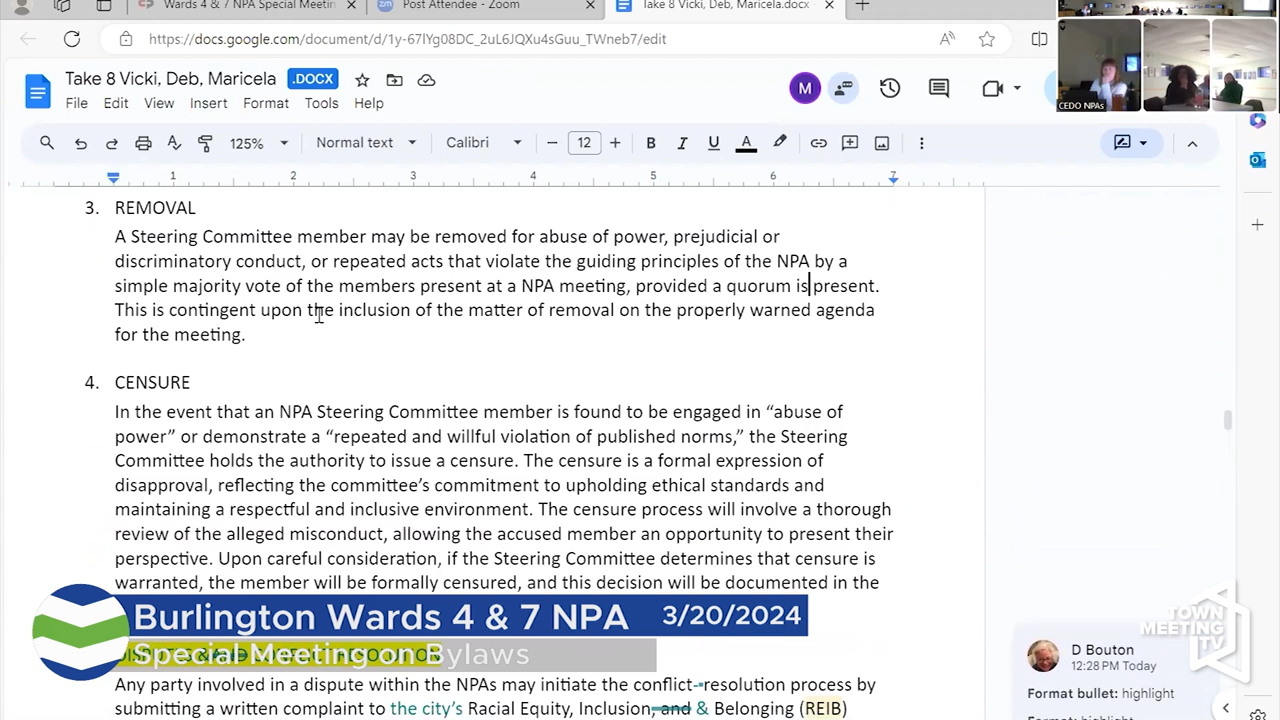 Wards 4 & 7 NPA Special Meetin
Post Attendee - Zoom
Take 8 Vicki, Deb, Maricela.docx
https://docs.google.com/document/d/1y-67IYg08DC_2uL6JQXu4sGuu_TWneb7/edit
Take 8 Vicki, Deb, Maricela .DOCX
M
CEDO NPAs
File Edit View Insert Format Tools Help
125% Normal text Calibri 12 B I U A
1 2 3 4 5 6 7
3. REMOVAL
A Steering Committee member may be removed for abuse of power, prejudicial or
discriminatory conduct, or repeated acts that violate the guiding principles of the NPA by a
simple majority vote of the members present at a NPA meeting, provided a quorum is present.
This is contingent upon the inclusion of the matter of removal on the properly warned agenda
for the meeting.
4. CENSURE
In the event that an NPA Steering Committee member is found to be engaged in “abuse of
power” or demonstrate a “repeated and willful violation of published norms,” the Steering
Committee holds the authority to issue a censure. The censure is a formal expression of
disapproval, reflecting the committee’s commitment to upholding ethical standards and
maintaining a respectful and inclusive environment. The censure process will involve a thorough
review of the alleged misconduct, allowing the accused member an opportunity to present their
perspective. Upon careful consideration, if the Steering Committee determines that censure is
warranted, the member will be formally censured, and this decision will be documented in the
Burlington Wards 4 & 7 NPA 3/20/2024
Special Meeting on Bylaws
TOWN
MEETING
TV
D Bouton
12:28 PM Today
Format bullet: highlight
Any party involved in a dispute within the NPAs may initiate the conflict--resolution process by
submitting a written complaint to the city’s Racial Equity, Inclusion, and & Belonging (REIB)